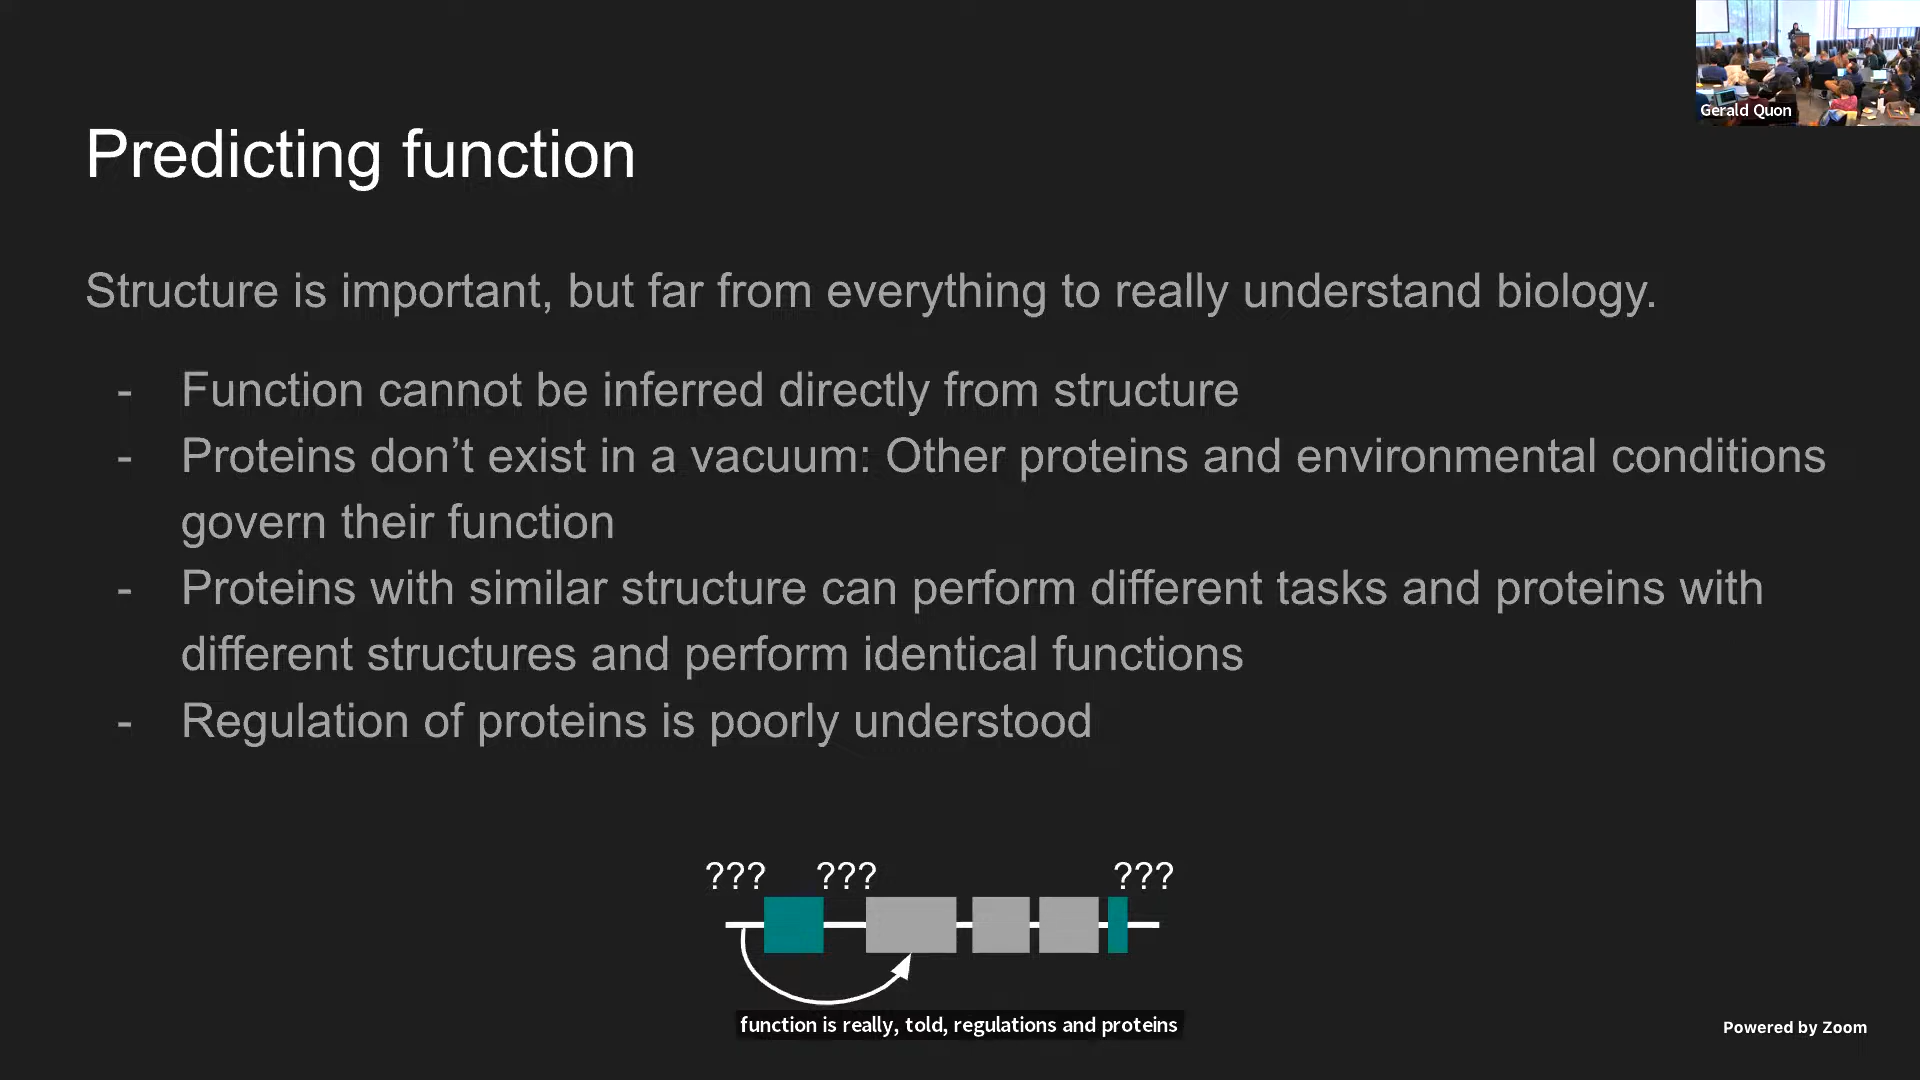 Gerald Quon
Predicting function
Structure is important, but far from everything to really understand biology.
- Function cannot be inferred directly from structure
- Proteins don’t exist in a vacuum: Other proteins and environmental conditions
govern their function
- Proteins with similar structure can perform different tasks and proteins with
different structures and perform identical functions
- Regulation of proteins is poorly understood
??? ??? ???
function is really, told, regulations and proteins
Powered by Zoom